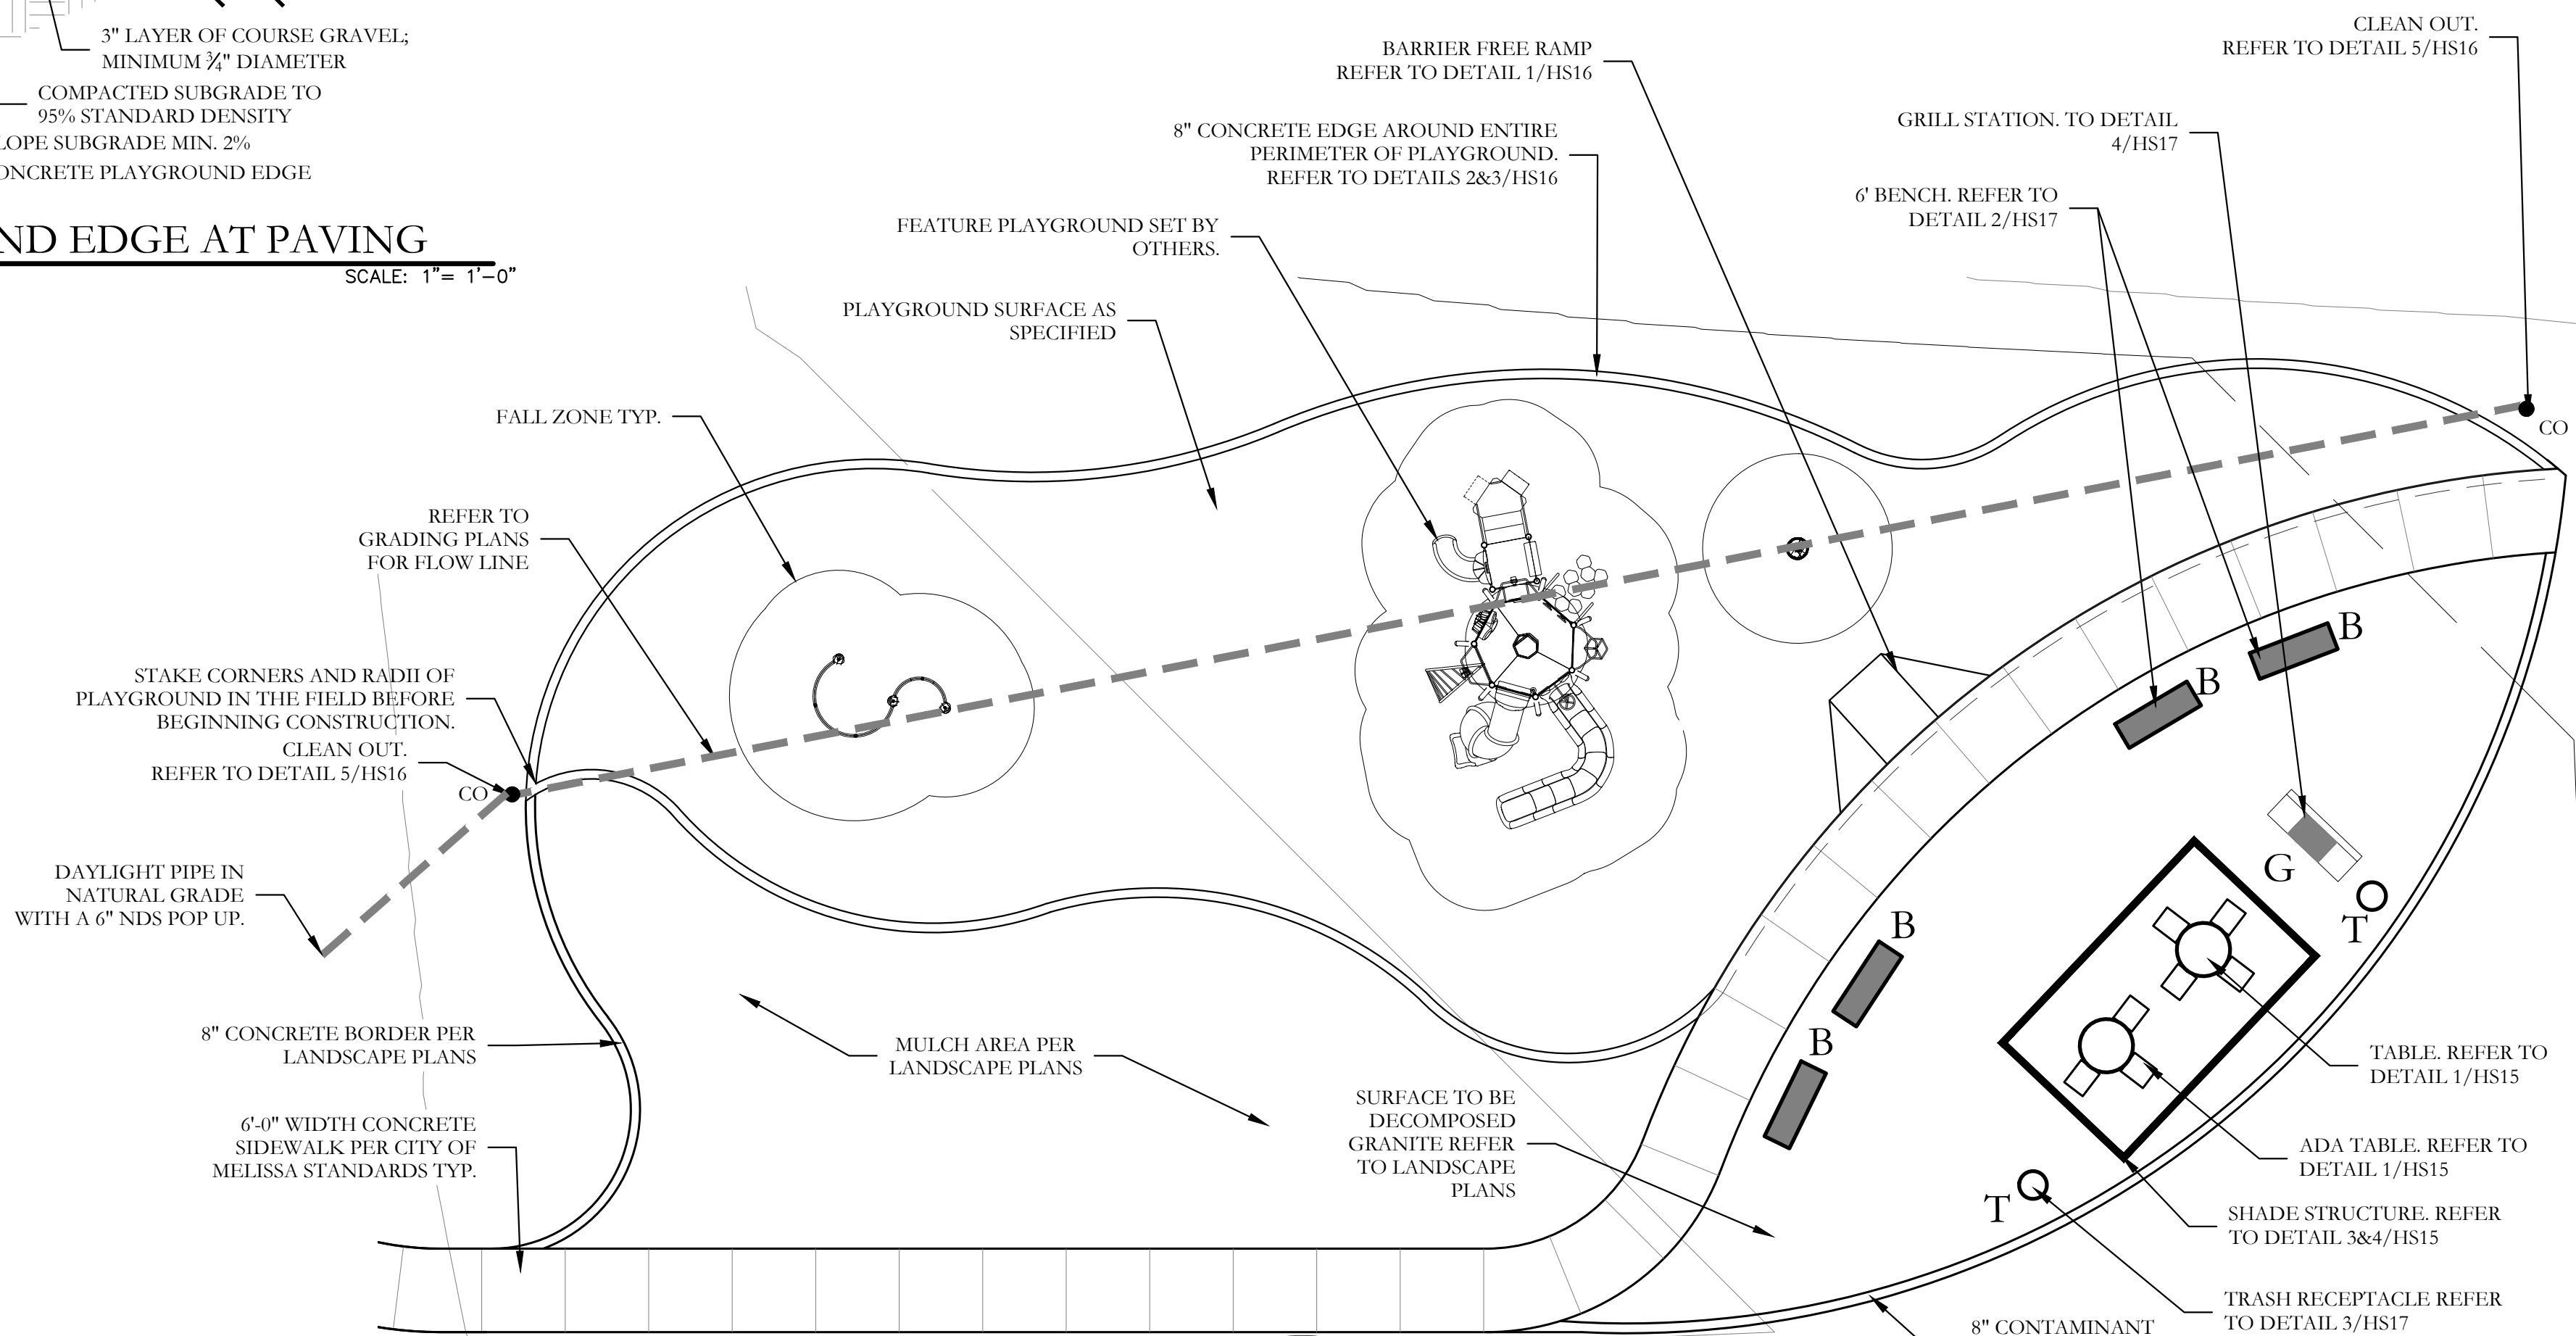 3" LAYER OF COURSE GRAVEL;
MINIMUM ¾" DIAMETER
COMPACTED SUBGRADE TO
95% STANDARD DENSITY
LOPE SUBGRADE MIN. 2%
ONCRETE PLAYGROUND EDGE
ND EDGE AT PAVING
SCALE: 1"= 1'-0"
BARRIER FREE RAMP
REFER TO DETAIL 1/HS16
CLEAN OUT.
REFER TO DETAIL 5/HS16
8" CONCRETE EDGE AROUND ENTIRE
PERIMETER OF PLAYGROUND.
REFER TO DETAILS 2&3/HS16
GRILL STATION. TO DETAIL
4/HS17
6' BENCH. REFER TO
DETAIL 2/HS17
FEATURE PLAYGROUND SET BY
OTHERS.
PLAYGROUND SURFACE AS
SPECIFIED
FALL ZONE TYP.
CO
REFER TO
GRADING PLANS
FOR FLOW LINE
B
B
STAKE CORNERS AND RADII OF
PLAYGROUND IN THE FIELD BEFORE
BEGINNING CONSTRUCTION.
CLEAN OUT.
REFER TO DETAIL 5/HS16
CO
DAYLIGHT PIPE IN
NATURAL GRADE
WITH A 6" NDS POP UP.
G
T
B
B
8" CONCRETE BORDER PER
LANDSCAPE PLANS
MULCH AREA PER
LANDSCAPE PLANS
TABLE. REFER TO
DETAIL 1/HS15
SURFACE TO BE
DECOMPOSED
GRANITE REFER
TO LANDSCAPE
PLANS
6'-0" WIDTH CONCRETE
SIDEWALK PER CITY OF
MELISSA STANDARDS TYP.
ADA TABLE. REFER TO
DETAIL 1/HS15
T
SHADE STRUCTURE. REFER
TO DETAIL 3&4/HS15
TRASH RECEPTACLE REFER
TO DETAIL 3/HS17
8" CONTAMINANT